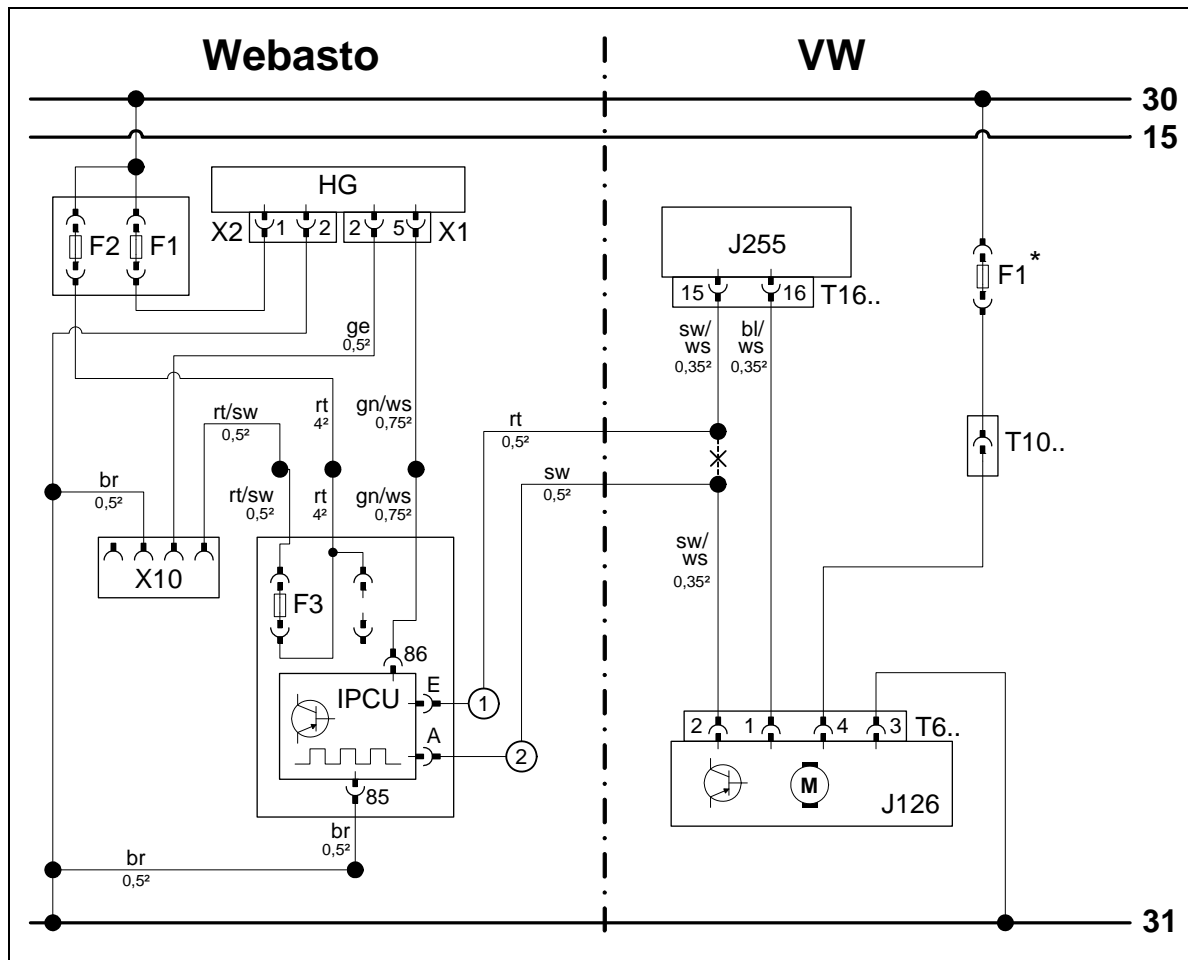 Webasto
VW
30
15
HG
X2 1 2 2 5 X1
F2 F1
J255
F1*
15 16 T16..
ge
0,5²
sw/
ws
0,35²
bl/
ws
0,35²
rt/sw
0,5²
rt
4²
gn/ws
0,75²
rt
0,5²
T10..
br
0,5²
rt/sw
0,5²
rt
4²
gn/ws
0,75²
sw
0,5²
X10
sw/
ws
0,35²
F3
86
IPCU
E
1
A
2
85
2 1 4 3 T6..
M
J126
br
0,5²
br
0,5²
31